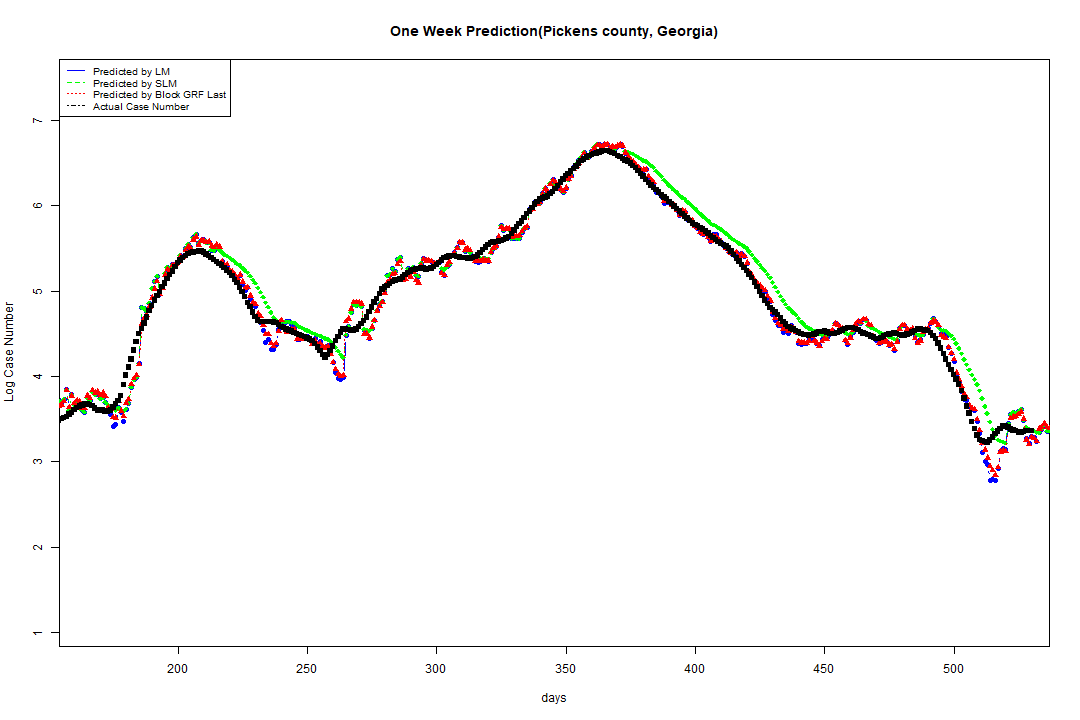 One Week Prediction(Pickens county, Georgia)
Predicted by LM
Predicted by SLM
Predicted by Block GRF Last
Actual Case Number
Log Case Number
7
6
5
4
3
2
1
200 250 300 350 400 450 500
days